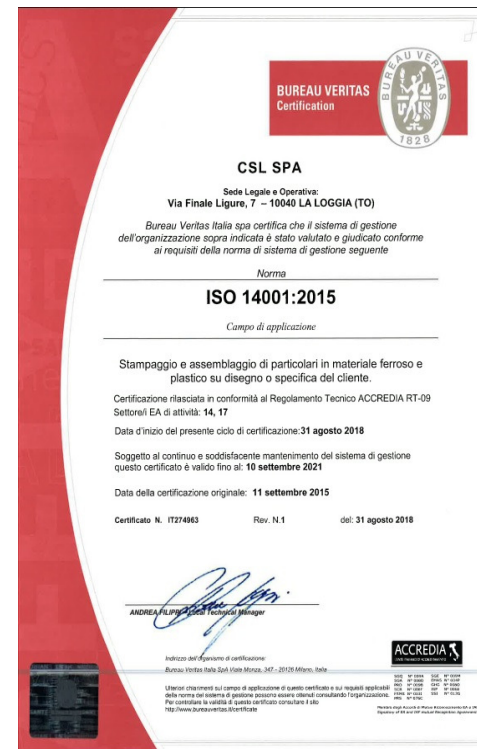 BUREAU VERITAS
Certification
BUREAU VERITAS
1828
CSL SPA
Sede Legale e Operativa:
Via Finale Ligure, 7 – 10040 LA LOGGIA (TO)
Bureau Veritas Italia spa certifica che il sistema di gestione
dell'organizzazione sopra indicata è stato valutato e giudicato conforme
ai requisiti della norma di sistema di gestione seguente
Norma
ISO 14001:2015
Campo di applicazione
Stampaggio e assemblaggio di particolari in materiale ferroso e
plastico su disegno o specifica del cliente.
Certificazione rilasciata in conformità al Regolamento Tecnico ACCREDIA RT-09
Settore/i EA di attività: 14, 17
Data d'inizio del presente ciclo di certificazione:31 agosto 2018
Soggetto al continuo e soddisfacente mantenimento del sistema di gestione
questo certificato è valido fino al: 10 settembre 2021
Data della certificazione originale: 11 settembre 2015
Certificato N. IT274963 Rev. N.1 del: 31 agosto 2018
ANDREA FILIPPI – Local Technical Manager
Indirizzo dell'organismo di certificazione:
Bureau Veritas Italia SpA Viale Monza, 347 - 20126 Milano, Italia
Ulteriori chiarimenti sul campo di applicazione di questo certificato e sui requisiti applicabili
della norma del sistema di gestione possono essere ottenuti consultando l'organizzazione.
Per controllare la validità di questo certificato consultare il sito
http://www.bureauveritas.it/certificate
ACCREDIA